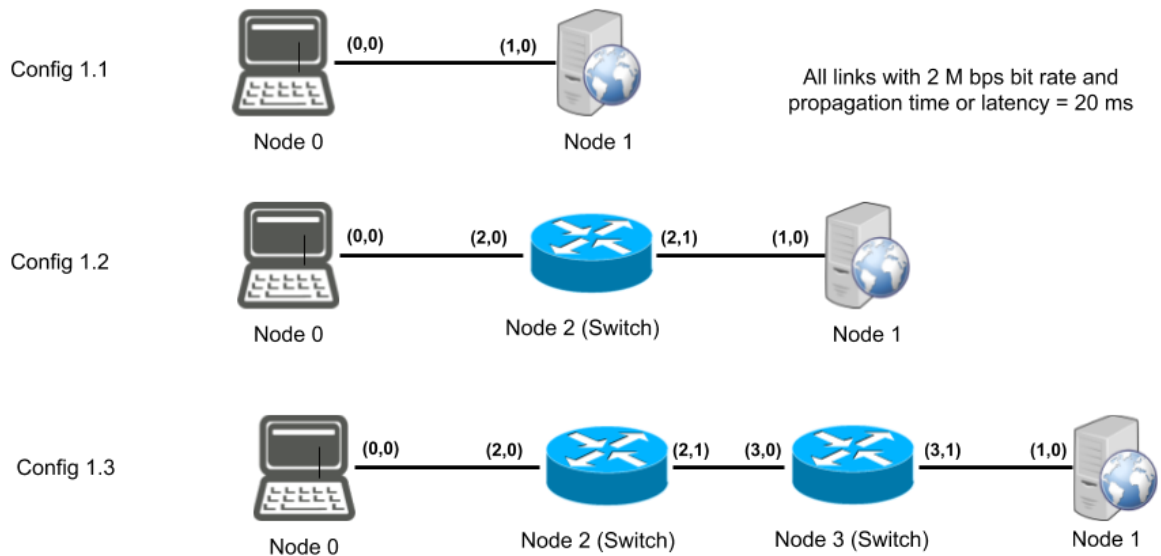 Config 1.1
(0,0)
(1,0)
Node 0
Node 1
All links with 2 M bps bit rate and
propagation time or latency = 20 ms
Config 1.2
(0,0)
(2,0)
(2,1)
(1,0)
Node 0
Node 2 (Switch)
Node 1
Config 1.3
(0,0)
(2,0)
(2,1)
(3,0)
(3,1)
(1,0)
Node 0
Node 2 (Switch)
Node 3 (Switch)
Node 1